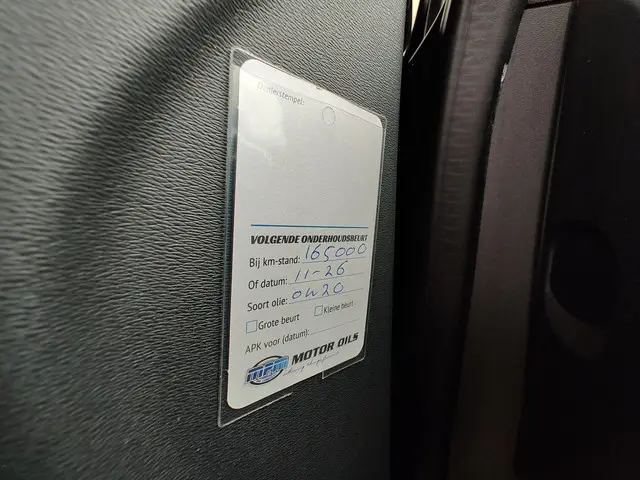 Dealerstempel:
VOLGENDE ONDERHOUDSBEURT
Bij km-stand: 165000
Of datum: 11-26
Soort olie: 0W20
Grote beurt Kleine beurt
APK voor (datum):
mpm MOTOR OILS